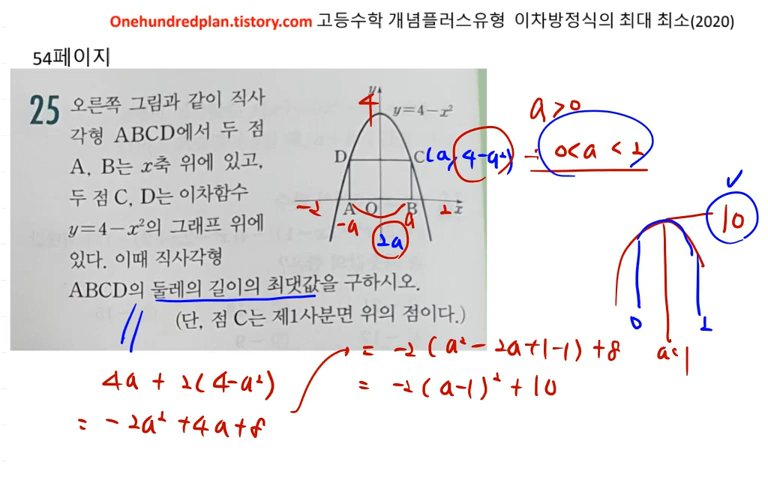 Onehundredplan.tistory.com 고등수학 개념플러스유형 이차방정식의 최대 최소(2020)
54페이지
25 오른쪽 그림과 같이 직사
각형 ABCD에서 두 점
A, B는 x축 위에 있고,
두 점 C, D는 이차함수
y=4-x²의 그래프 위에
있다. 이때 직사각형
ABCD의 둘레의 길이의 최댓값을 구하시오.
(단, 점 C는 제1사분면 위의 점이다.)
y
4
y=4-x²
D
C(a, 4-a²)
-2
A
O
B
2
x
-a
a
2a
a>0
0<a<2
10
0
2
a=1
4a + 2(4-a²)
= -2a² +4a+8
= -2(a²-2a+1-1)+8
= -2(a-1)² +10